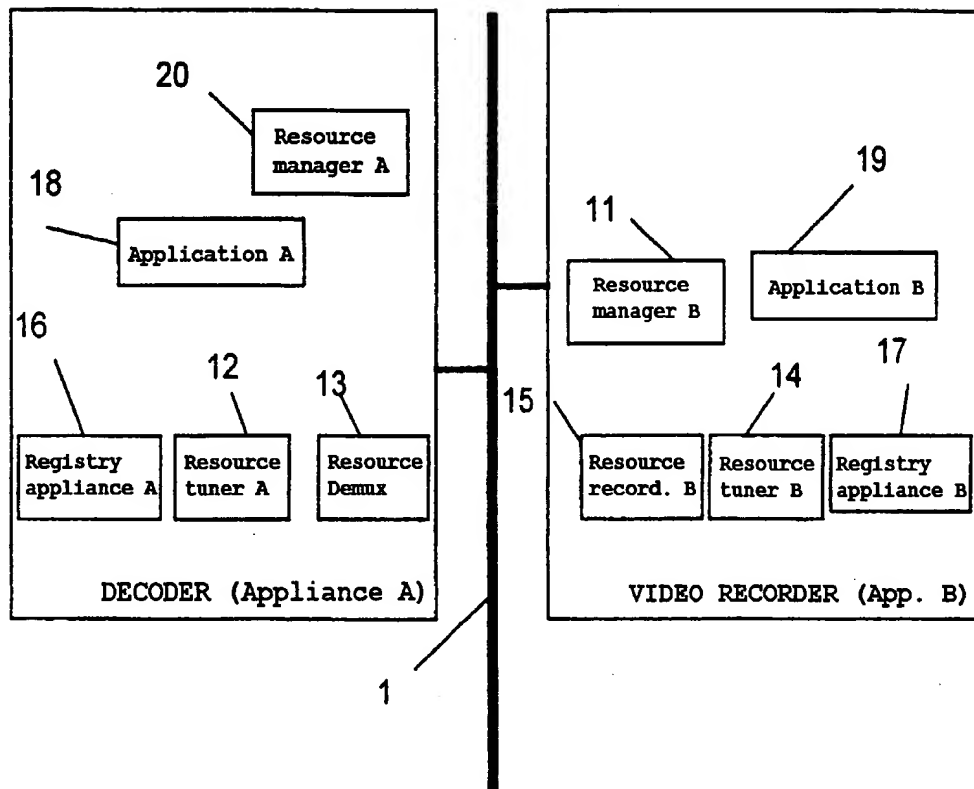 20
Resource
manager A
18
Application A
16
12
13
Registry
appliance A
Resource
tuner A
Resource
Demux
DECODER (Appliance A)
1
19
11
Resource
manager B
Application B
15
14
17
Resource
record. B
Resource
tuner B
Registry
appliance B
VIDEO RECORDER (App. B)